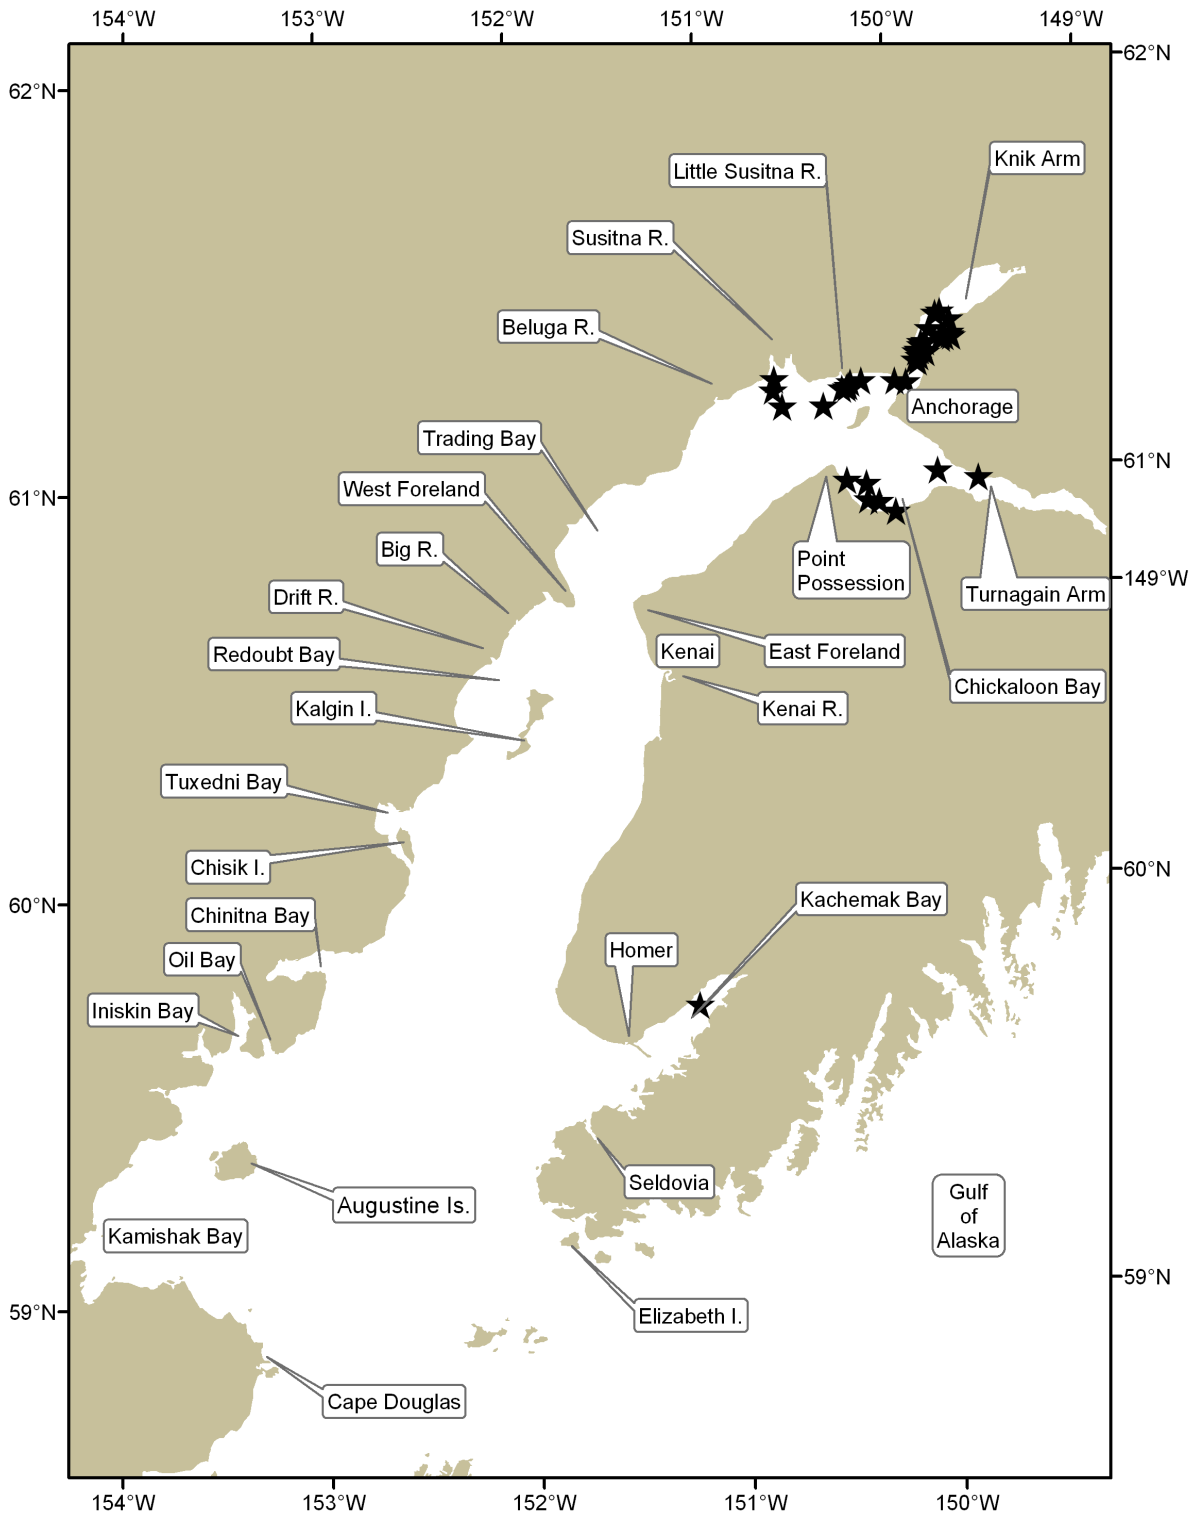 154°W
153°W
152°W
151°W
150°W
149°W
62°N
62°N
Knik Arm
Little Susitna R.
Susitna R.
Beluga R.
Anchorage
Trading Bay
61°N
West Foreland
61°N
Big R.
Point
Possession
149°W
Turnagain Arm
Drift R.
Redoubt Bay
Kenai
East Foreland
Chickaloon Bay
Kalgin I.
Kenai R.
Tuxedni Bay
Chisik I.
60°N
Kachemak Bay
60°N
Chinitna Bay
Homer
Oil Bay
Iniskin Bay
Seldovia
Augustine Is.
Gulf
of
Alaska
Kamishak Bay
59°N
59°N
Elizabeth I.
Cape Douglas
154°W
153°W
152°W
151°W
150°W